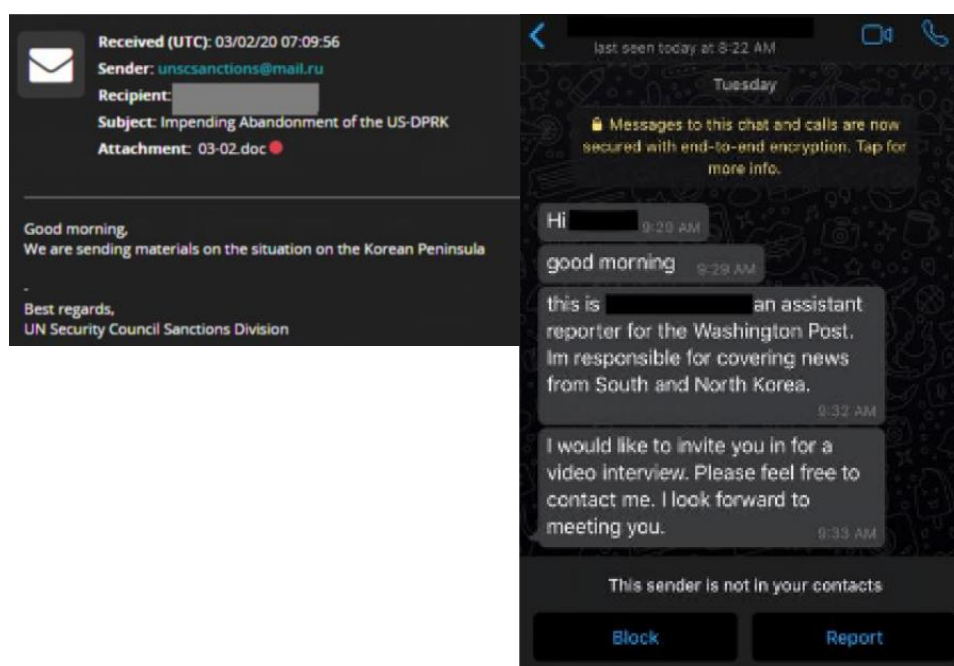 Received (UTC): 03/02/20 07:09:56
Sender: unscsanctions@mail.ru
Recipient:
Subject: Impending Abandonment of the US-DPRK
Attachment: 03-02.doc
Good morning,
We are sending materials on the situation on the Korean Peninsula
-
Best regards,
UN Security Council Sanctions Division
last seen today at 8:22 AM
Tuesday
Messages to this chat and calls are now
secured with end-to-end encryption. Tap for
more info.
Hi 9:29 AM
good morning 9:29 AM
this is an assistant
reporter for the Washington Post.
Im responsible for covering news
from South and North Korea.
9:32 AM
I would like to invite you in for a
video interview. Please feel free to
contact me. I look forward to
meeting you. 9:33 AM
This sender is not in your contacts
Block Report